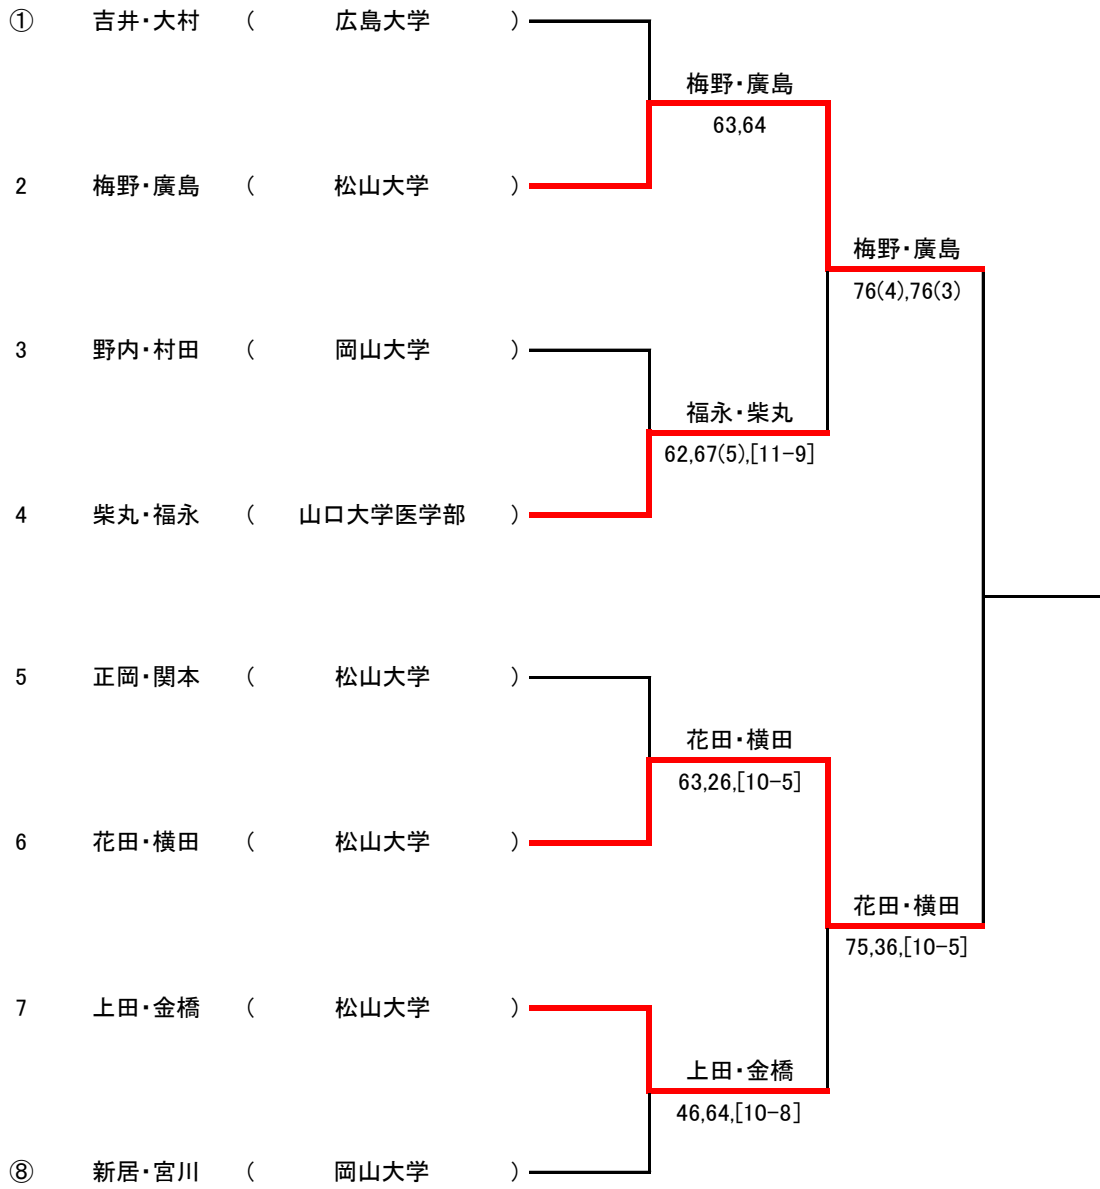 ① 吉井・大村 ( 広島大学 )
梅野・廣島
63,64
2 梅野・廣島 ( 松山大学 )
梅野・廣島
76(4),76(3)
3 野内・村田 ( 岡山大学 )
福永・柴丸
62,67(5),[11-9]
4 柴丸・福永 ( 山口大学医学部 )
5 正岡・関本 ( 松山大学 )
花田・横田
63,26,[10-5]
6 花田・横田 ( 松山大学 )
花田・横田
75,36,[10-5]
7 上田・金橋 ( 松山大学 )
上田・金橋
46,64,[10-8]
⑧ 新居・宮川 ( 岡山大学 )